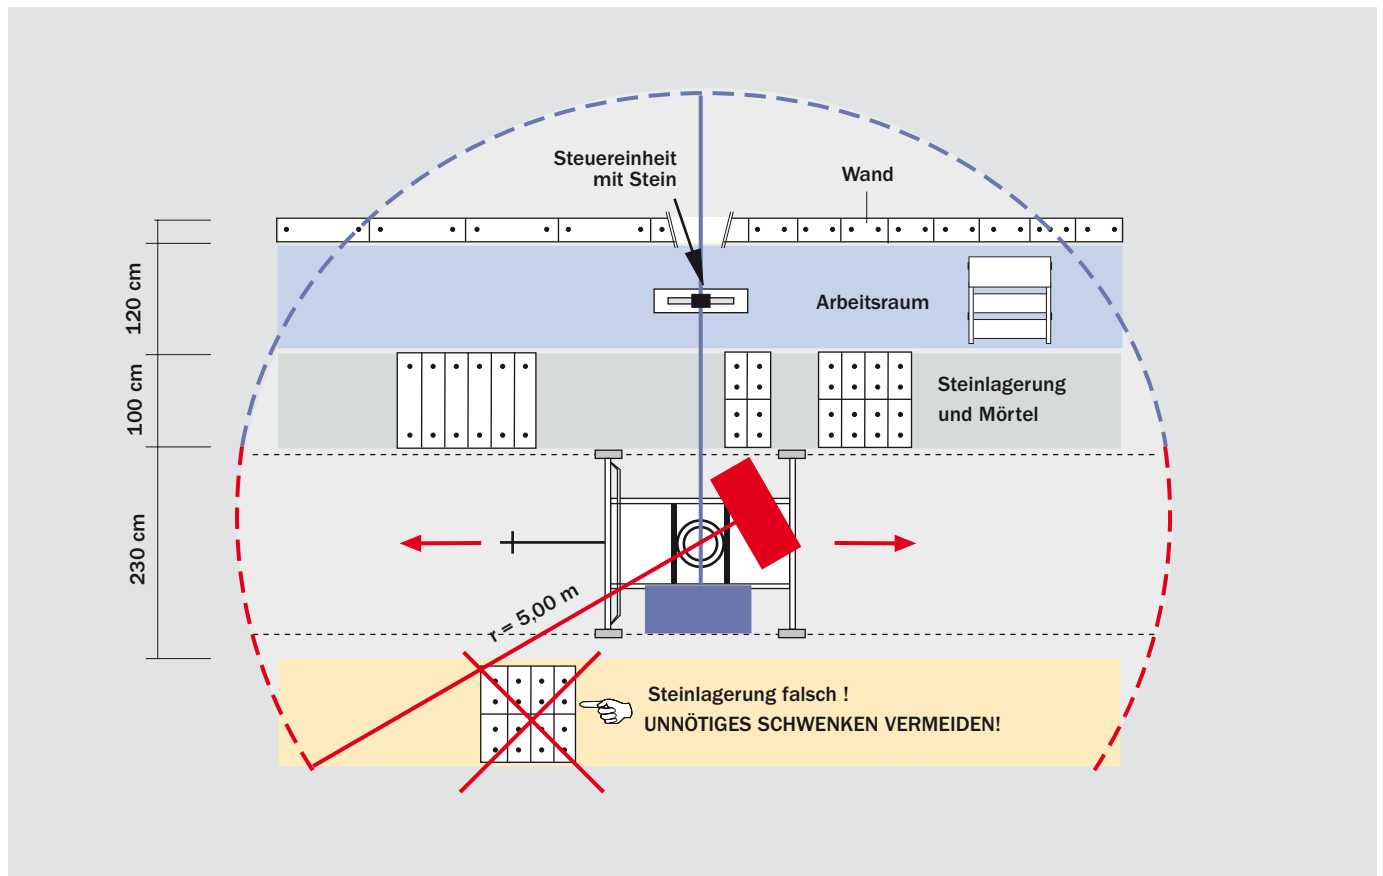 Steuereinheit
mit Stein
Wand
120 cm
Arbeitsraum
100 cm
Steinlagerung
und Mörtel
230 cm
r = 5,00 m
Steinlagerung falsch !
UNNÖTIGES SCHWENKEN VERMEIDEN!